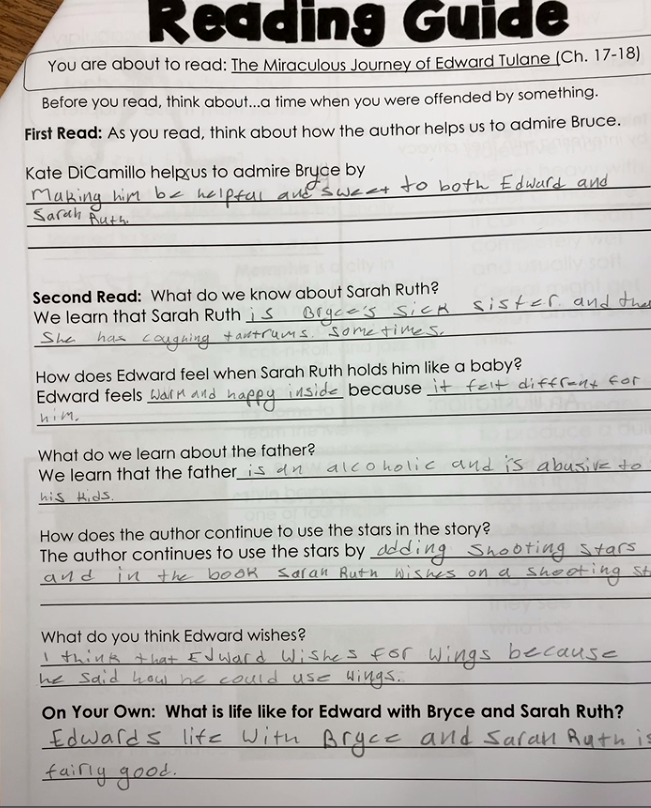 Reading Guide
You are about to read: The Miraculous Journey of Edward Tulane (Ch. 17-18)
Before you read, think about...a time when you were offended by something.
First Read: As you read, think about how the author helps us to admire Bruce.
Kate DiCamillo helps us to admire Bryce by
Making him be helpful and sweet to both Edward and
Sarah Ruth.
Second Read: What do we know about Sarah Ruth?
We learn that Sarah Ruth is Bryce's sick sister and
She has coughing tantrums. Sometimes.
How does Edward feel when Sarah Ruth holds him like a baby?
Edward feels warm and happy inside because it felt diffrent for
him.
What do we learn about the father?
We learn that the father is an alcoholic and is abusive to
his kids.
How does the author continue to use the stars in the story?
The author continues to use the stars by adding shooting stars
and in the book Sarah Ruth wishes on a shooting
What do you think Edward wishes?
I think that Edward wishes for wings because
he said how he could use wings.
On Your Own: What is life like for Edward with Bryce and Sarah Ruth?
Edwards life with Bryce and Sarah Ruth is
fairly good.